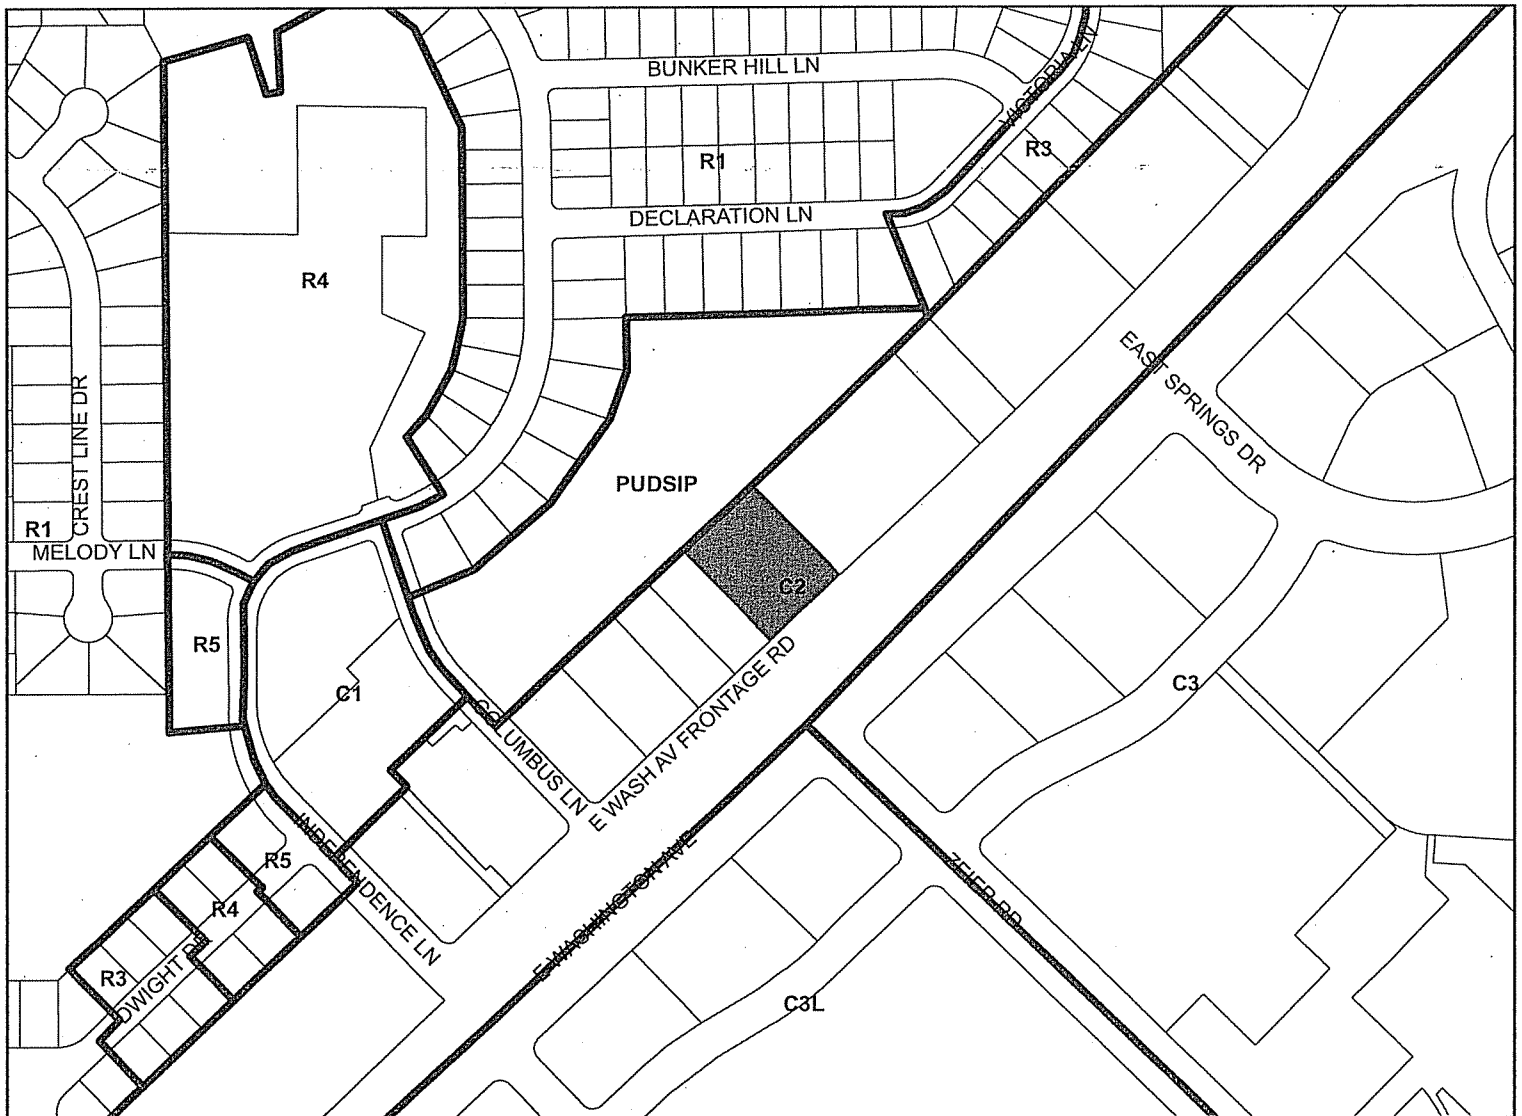 BUNKER HILL LN
VICTORIA LN
R3
R1
DECLARATION LN
R4
EAST SPRINGS DR
CREST LINE DR
PUDSIP
R1
MELODY LN
C2
R5
C1
C3
COLUMBUS LN
E WASH AV FRONTAGE RD
INDEPENDENCE LN
R5
E WASHINGTON AVE
ZEIER RD
R4
R3
DWIGHT DR
C3L